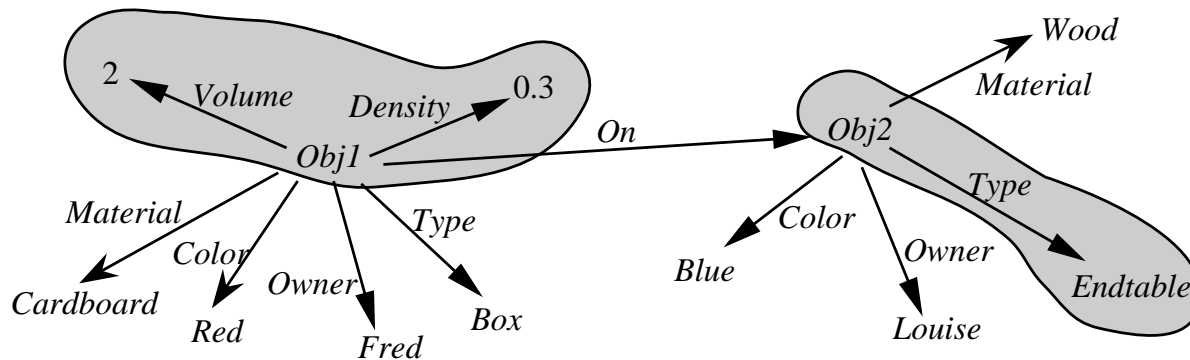 Wood
2
Volume
Density
0.3
Material
On
Obj1
Obj2
Material
Type
Type
Color
Color
Owner
Owner
Blue
Endtable
Cardboard
Red
Box
Louise
Fred